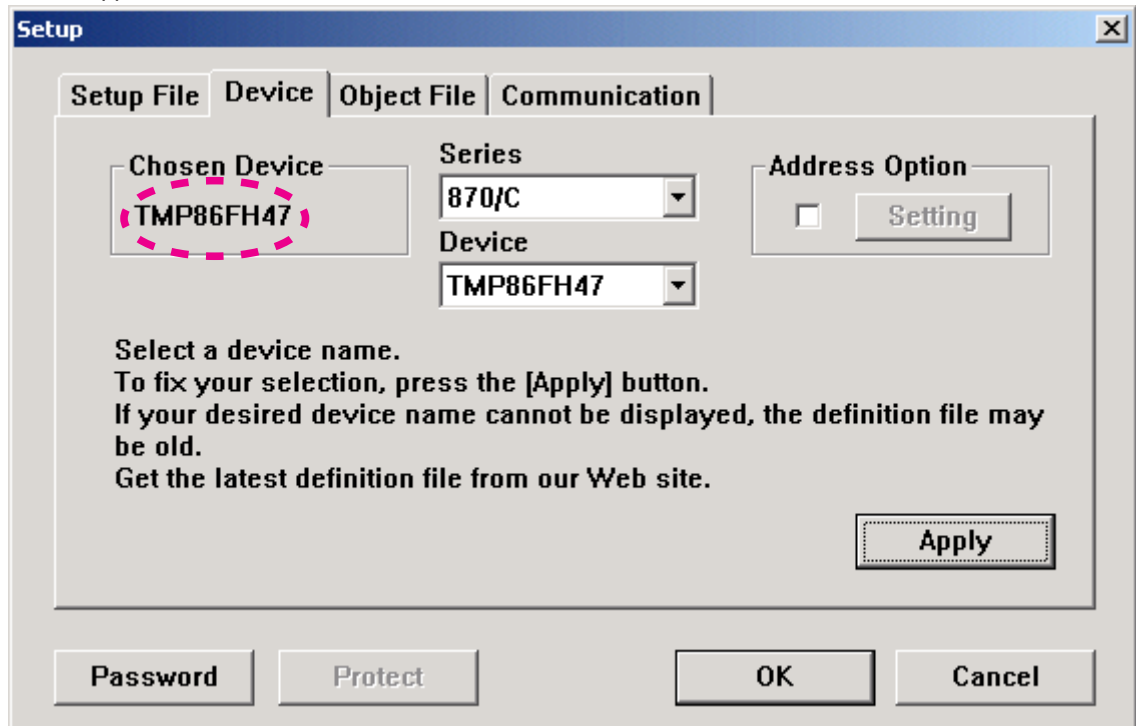 Setup
Setup File Device Object File Communication
Chosen Device
TMP86FH47
Series
870/C
Device
TMP86FH47
Address Option
Setting
Select a device name.
To fix your selection, press the [Apply] button.
If your desired device name cannot be displayed, the definition file may
be old.
Get the latest definition file from our Web site.
Apply
Password Protect OK Cancel